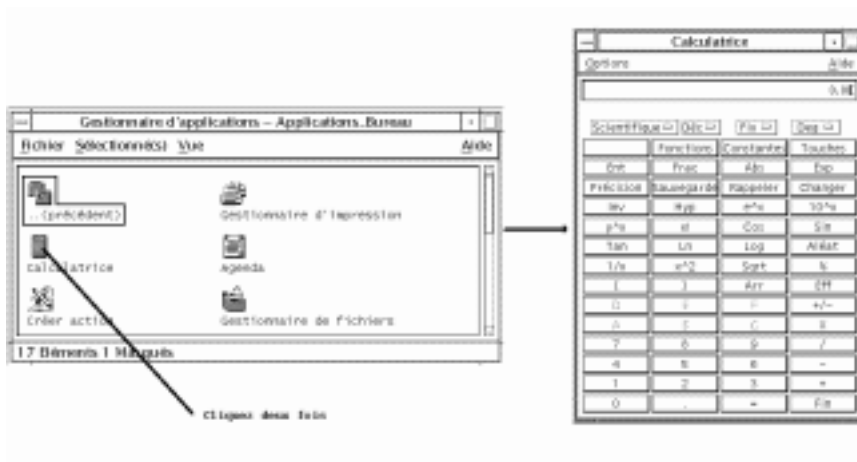 Gestionnaire d'applications – Applications_Bureau
Fichier Sélectionné(s) Vue Aide
..(précédent)
Gestionnaire d'impression
Calculatrice
Agenda
Créer action
Gestionnaire de fichiers
17 Eléments 1 Masqués
Cliquez deux fois
Calculatrice
Options Aide
Scientifique Déc Fix Deg
Fonctions Constantes Touches
Ent Frac Abs Exp
Précision Sauvegarde Rappeler Changer
Inv Hyp e^x 10^x
y^x x! Cos Sin
Tan Ln Log Aléat
1/x x^2 Sqrt %
( ) Arr Eff
D E F +/-
A B C X
7 8 9 /
4 5 6 -
1 2 3 +
0 . = Fin